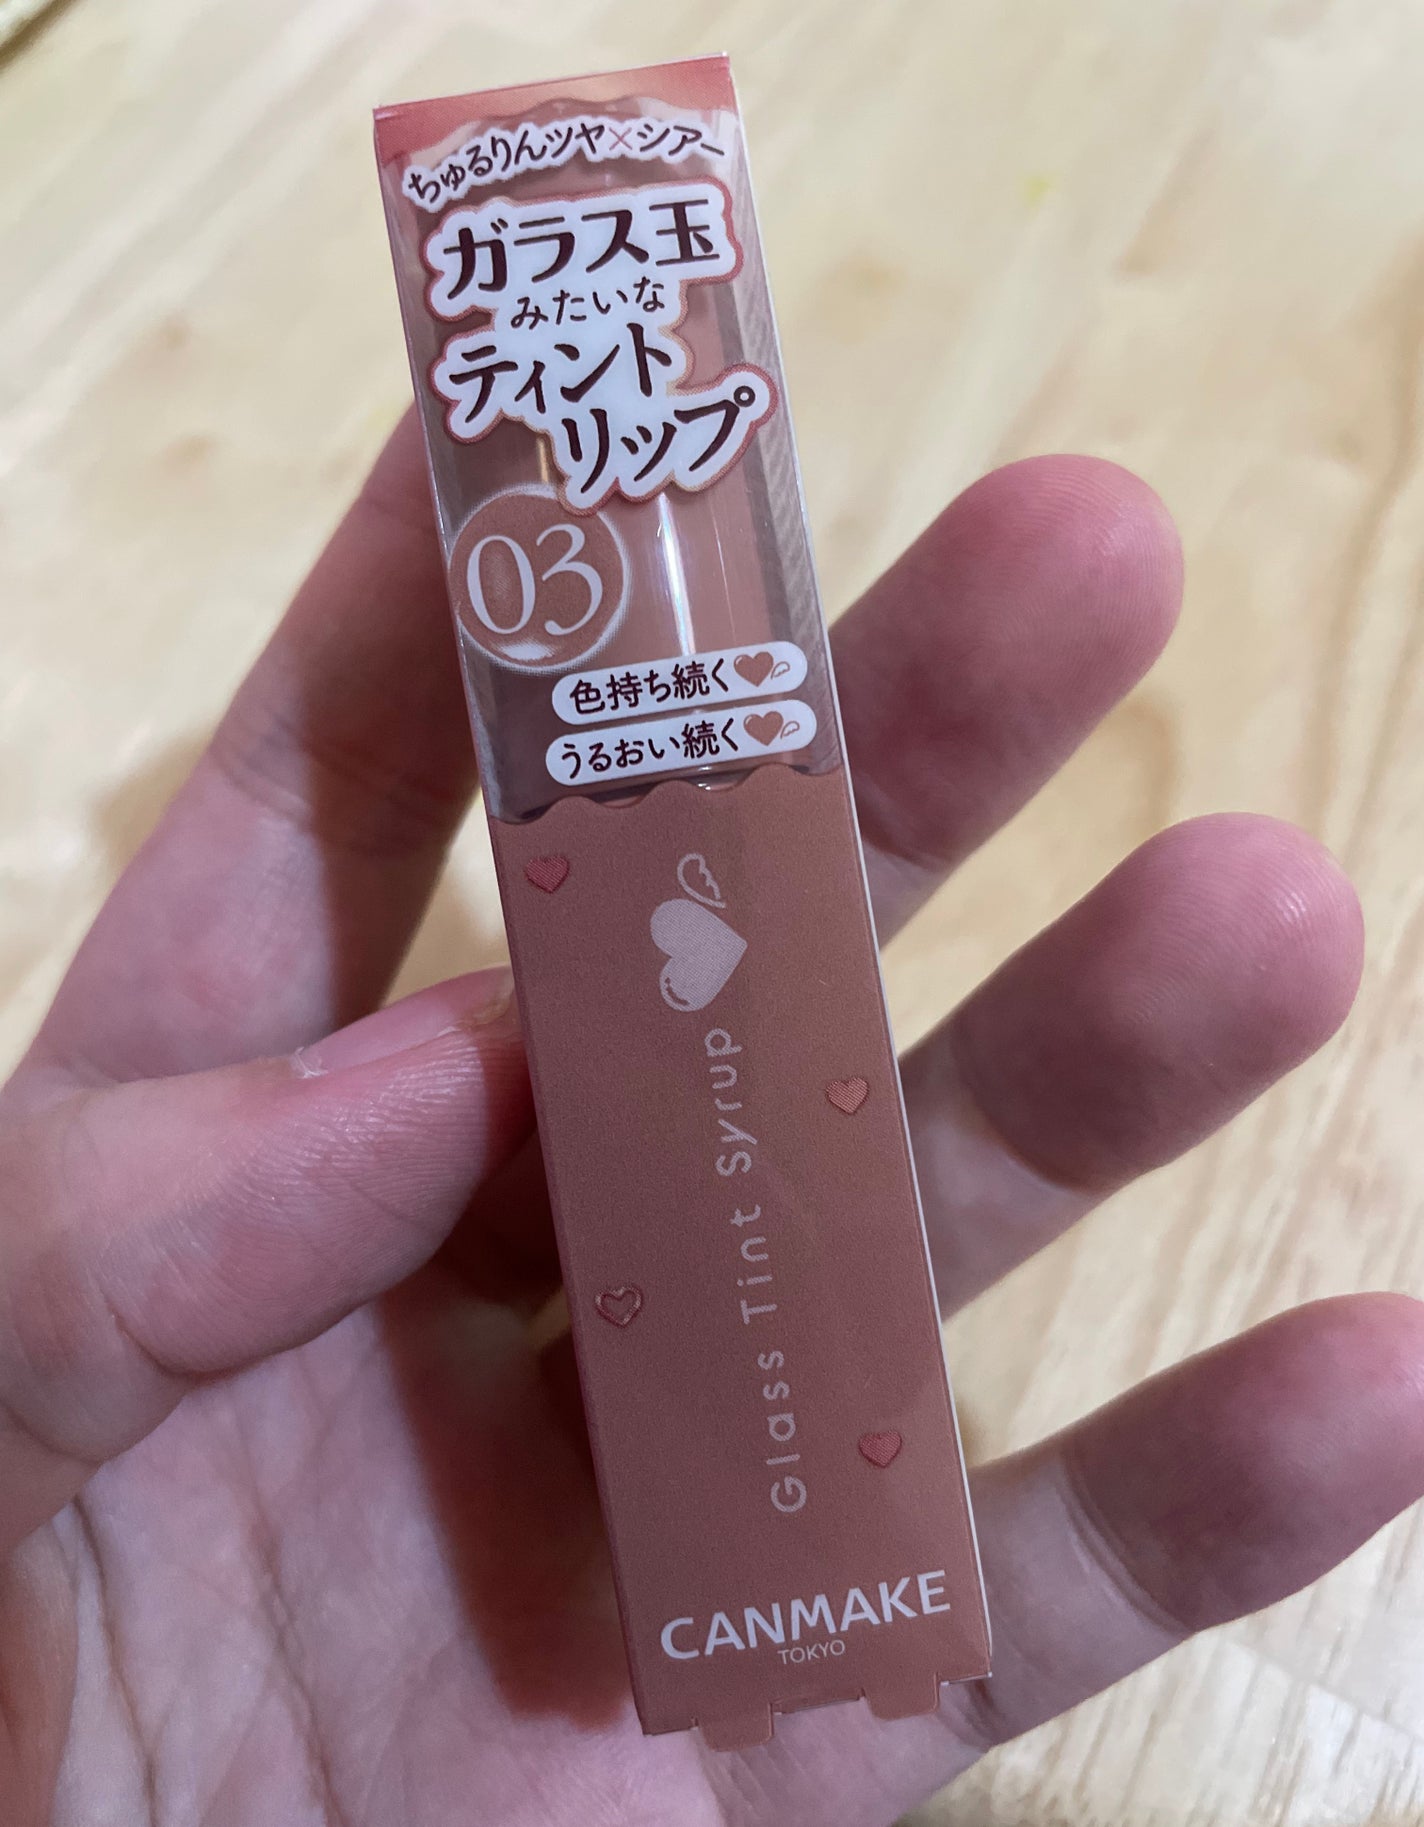 ちゅるりんツヤ×シアー
ガラス玉
みたいな
ティント
リップ
03
色持ち続く
うるおい続く
Glass Tint Syrup
CANMAKE
TOKYO